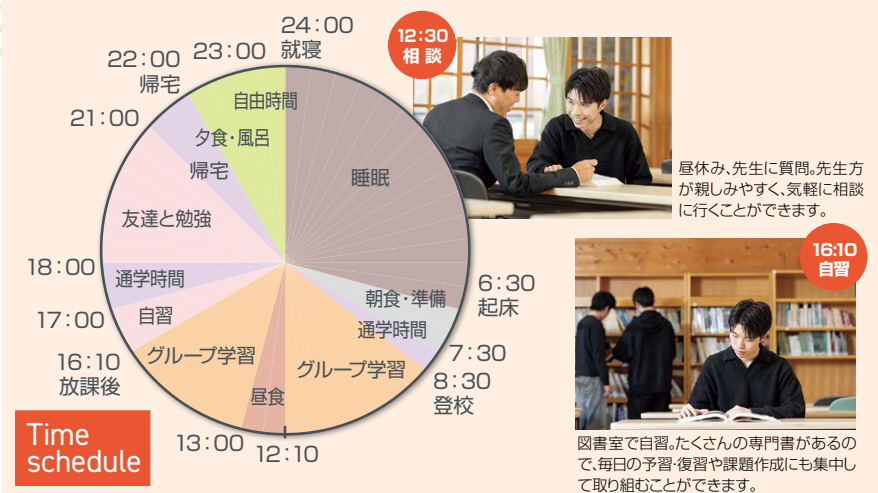 24:00
就寝
23:00
22:00
帰宅
21:00
18:00
17:00
16:10
放課後
13:00
12:10
8:30
登校
7:30
6:30
起床
自由時間
夕食・風呂
帰宅
友達と勉強
通学時間
自習
グループ学習
昼食
グループ学習
通学時間
朝食・準備
睡眠
Time
schedule
12:30
相談
昼休み、先生に質問。先生方
が親しみやすく、気軽に相談
に行くことができます。
16:10
自習
図書室で自習。たくさんの専門書があるの
で、毎日の予習・復習や課題作成にも集中し
て取り組むことができます。